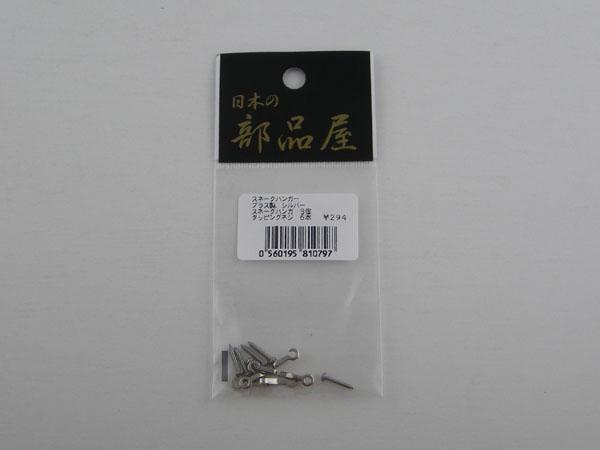 日本の
部品屋
スネークハンガー
ブラス製、シルバー
スネークハンガ　3個
タッピングネジ　6本　￥294
0 560195 810797